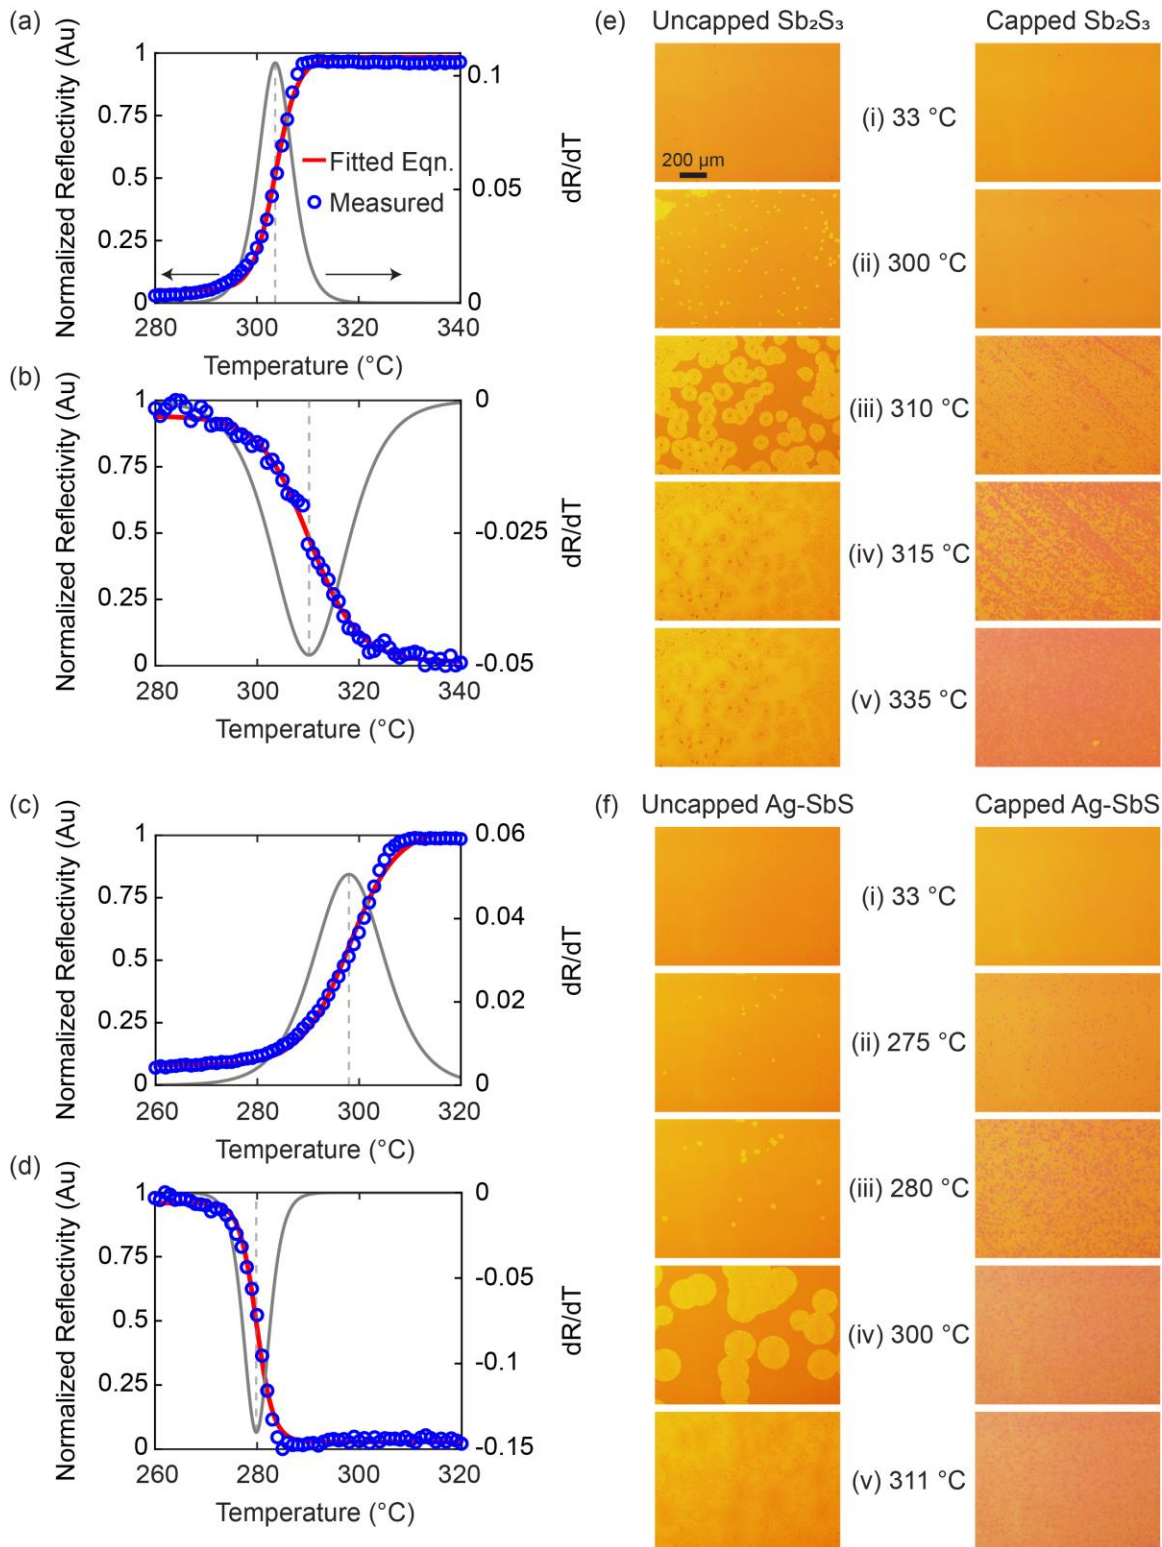 (a)
Normalized Reflectivity (Au)
1
0.75
0.5
0.25
0
0.1
0.05
0
dR/dT
Fitted Eqn.
Measured
280 300 320 340
Temperature (°C)
(b)
Normalized Reflectivity (Au)
1
0.75
0.5
0.25
0
0
-0.025
-0.05
dR/dT
280 300 320 340
Temperature (°C)
(c)
Normalized Reflectivity (Au)
1
0.75
0.5
0.25
0
0.06
0.04
0.02
0
dR/dT
260 280 300 320
Temperature (°C)
(d)
Normalized Reflectivity (Au)
1
0.75
0.5
0.25
0
0
-0.05
-0.1
-0.15
dR/dT
260 280 300 320
Temperature (°C)
(e) Uncapped Sb₂S₃ Capped Sb₂S₃
200 µm
(i) 33 °C
(ii) 300 °C
(iii) 310 °C
(iv) 315 °C
(v) 335 °C
(f) Uncapped Ag-SbS Capped Ag-SbS
(i) 33 °C
(ii) 275 °C
(iii) 280 °C
(iv) 300 °C
(v) 311 °C